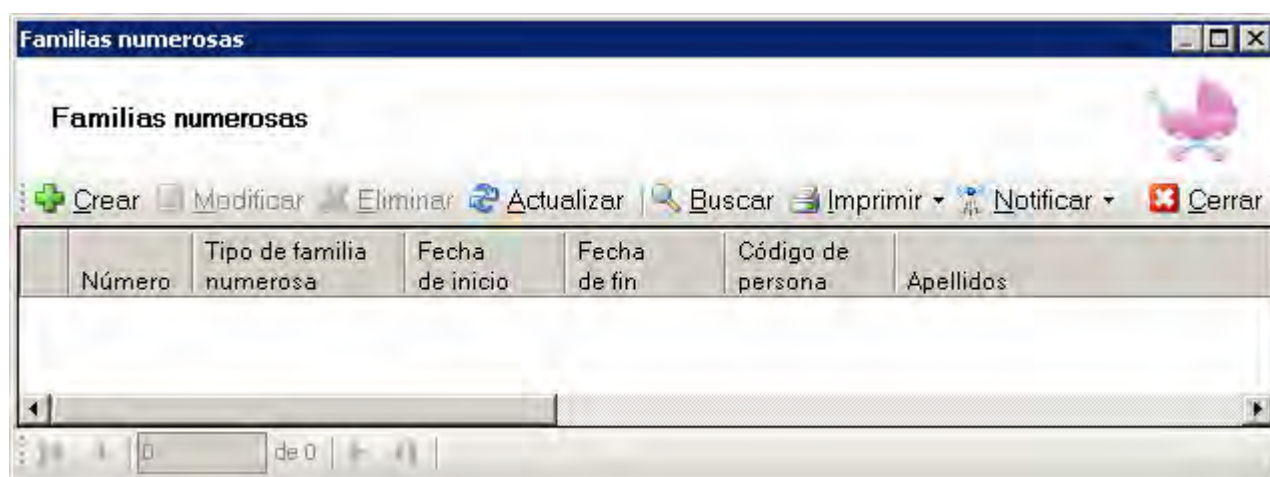 Familias numerosas
Familias numerosas
Crear Modificar Eliminar Actualizar Buscar Imprimir Notificar Cerrar
Número Tipo de familia numerosa Fecha de inicio Fecha de fin Código de persona Apellidos
0 de 0